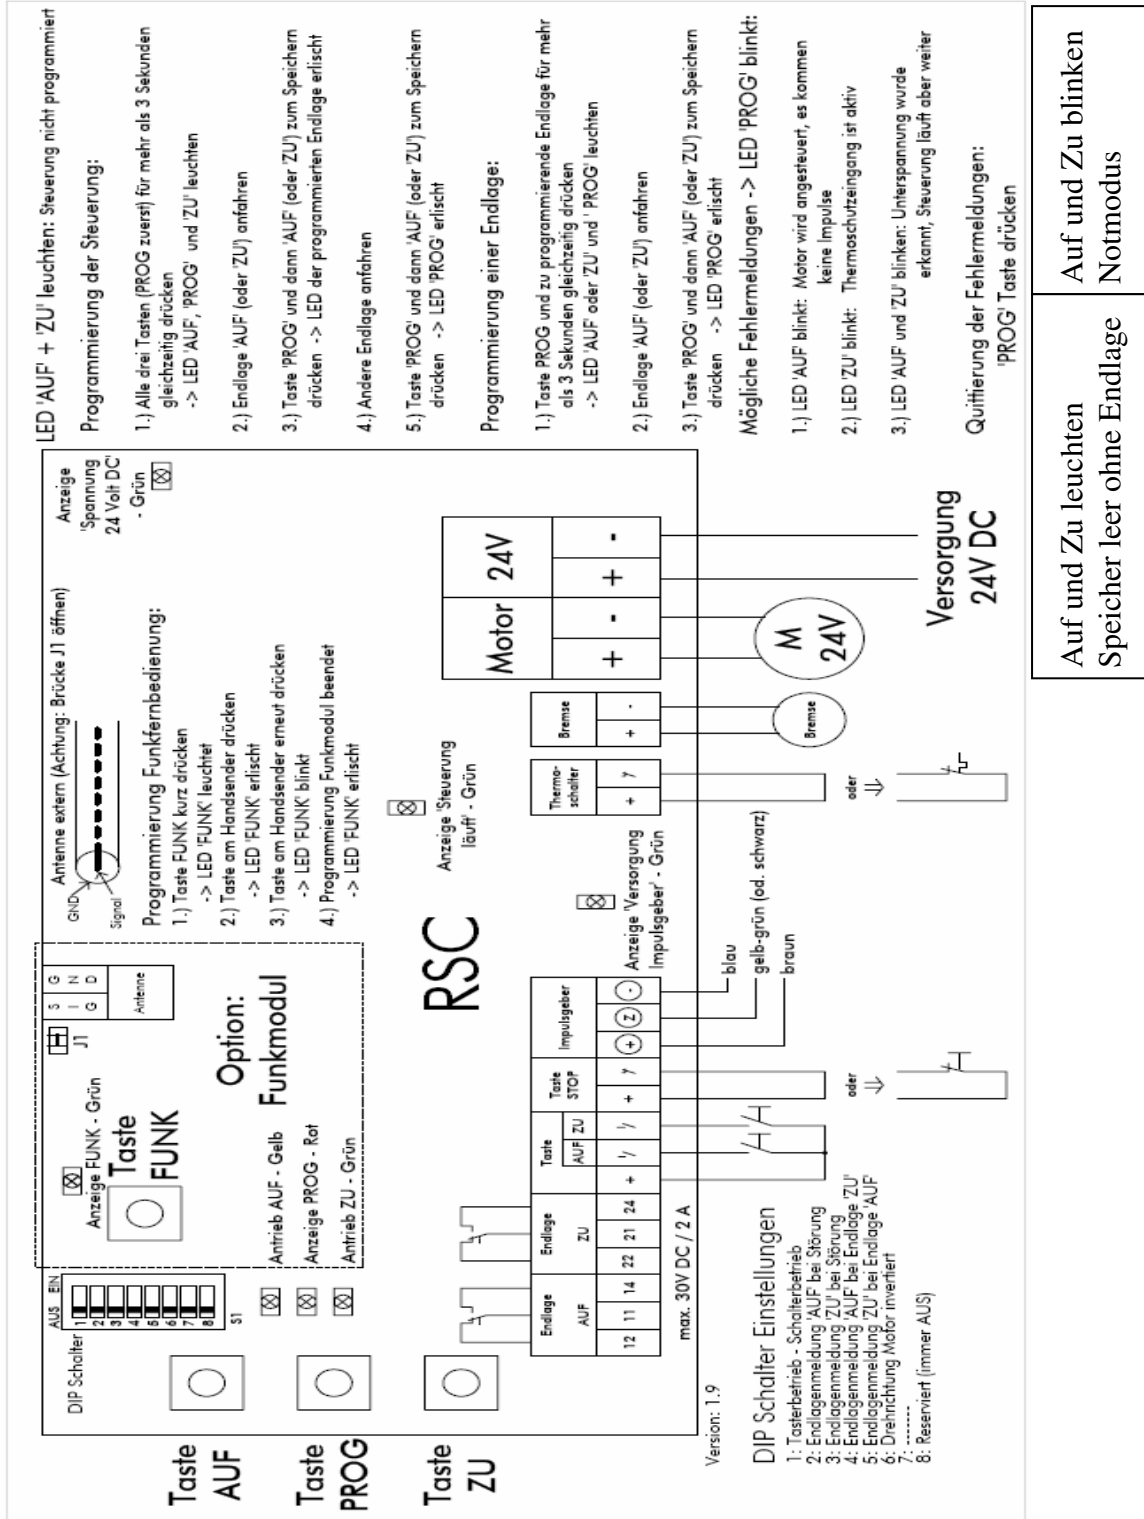 LED 'AUF' + 'ZU' leuchten: Steuerung nicht programmiert
Programmierung der Steuerung:
1.) Alle drei Tasten (PROG zuerst) für mehr als 3 Sekunden
gleichzeitig drücken
-> LED 'AUF', 'PROG' und 'ZU' leuchten
2.) Endlage 'AUF' (oder 'ZU') anfahren
3.) Taste 'PROG' und dann 'AUF' (oder 'ZU') zum Speichern
drücken -> LED der programmierten Endlage erlischt
4.) Andere Endlage anfahren
5.) Taste 'PROG' und dann 'AUF' (oder 'ZU') zum Speichern
drücken -> LED 'PROG' erlischt
Programmierung einer Endlage:
1.) Taste PROG und zu programmierende Endlage für mehr
als 3 Sekunden gleichzeitig drücken
-> LED 'AUF' oder 'ZU' und ' PROG' leuchten
2.) Endlage 'AUF' (oder 'ZU') anfahren
3.) Taste 'PROG' und dann 'AUF' (oder 'ZU') zum Speichern
drücken -> LED 'PROG' erlischt
Mögliche Fehlermeldungen -> LED 'PROG' blinkt:
1.) LED 'AUF' blinkt: Motor wird angesteuert, es kommen
keine Impulse
2.) LED 'ZU' blinkt: Thermoschutzeingang ist aktiv
3.) LED 'AUF' und 'ZU' blinken: Unterspannung wurde
erkannt, Steuerung läuft aber weiter
Quittierung der Fehlermeldungen:
'PROG' Taste drücken
Anzeige
'Spannung
24 Volt DC'
- Grün
Antenne extern (Achtung: Brücke J1 öffnen)
GND
Signal
Programmierung Funkfernbedienung:
1.) Taste FUNK kurz drücken
-> LED 'FUNK' leuchtet
2.) Taste am Handsender drücken
-> LED 'FUNK' erlischt
3.) Taste am Handsender erneut drücken
-> LED 'FUNK' blinkt
4.) Programmierung Funkmodul beendet
-> LED 'FUNK' erlischt
S I G
G N D
Antenne
J1
Option:
Funkmodul
Anzeige FUNK - Grün
Taste
FUNK
Antrieb AUF - Gelb
Anzeige PROG - Rot
Antrieb ZU - Grün
DIP Schalter
AUS EIN
1
2
3
4
5
6
7
8
S1
Taste
AUF
Taste
PROG
Taste
ZU
RSC
Anzeige 'Steuerung
läuft' - Grün
Anzeige 'Versorgung
Impulsgeber' - Grün
Endlage
AUF
12 11 14
Endlage
ZU
22 21 24
Taste
AUF ZU
+
Taste
STOP
+
Impulsgeber
+ Z -
Thermo-
schalter
+
Bremse
+ -
Motor
+ -
24V
+ -
max. 30V DC / 2 A
blau
gelb-grün (od. schwarz)
braun
oder
oder
Bremse
M
24V
Versorgung
24V DC
Version: 1.9
DIP Schalter Einstellungen
1: Tasterbetrieb - Schalterbetrieb
2: Endlagenmeldung 'AUF' bei Störung
3: Endlagenmeldung 'ZU' bei Störung
4: Endlagenmeldung 'AUF' bei Endlage 'ZU'
5: Endlagenmeldung 'ZU' bei Endlage 'AUF'
6: Drehrichtung Motor invertiert
7: -------
8: Reserviert (immer AUS)
Auf und Zu leuchten
Speicher leer ohne Endlage
Auf und Zu blinken
Notmodus